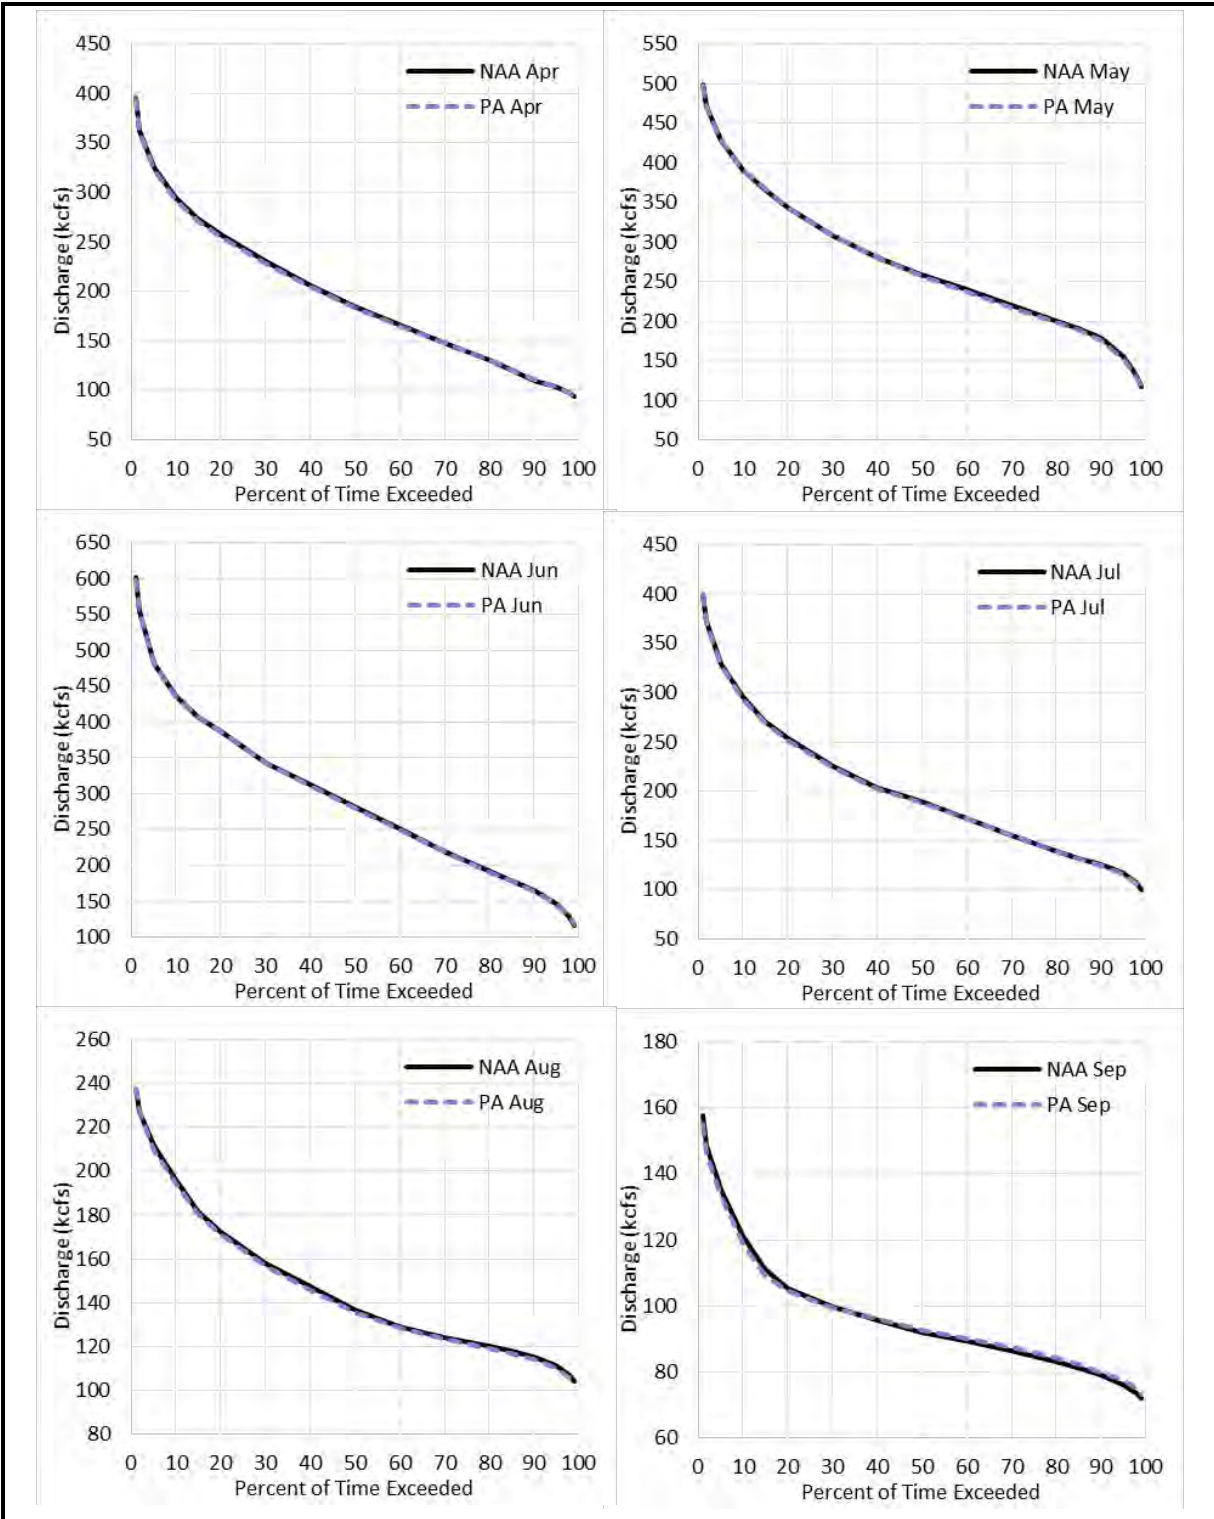 450
400
350
300
250
200
150
100
50
Discharge (kcfs)
NAA Apr
PA Apr
0 10 20 30 40 50 60 70 80 90 100
Percent of Time Exceeded
550
500
450
400
350
300
250
200
150
100
50
Discharge (kcfs)
NAA May
PA May
0 10 20 30 40 50 60 70 80 90 100
Percent of Time Exceeded
650
600
550
500
450
400
350
300
250
200
150
100
Discharge (kcfs)
NAA Jun
PA Jun
0 10 20 30 40 50 60 70 80 90 100
Percent of Time Exceeded
450
400
350
300
250
200
150
100
50
Discharge (kcfs)
NAA Jul
PA Jul
0 10 20 30 40 50 60 70 80 90 100
Percent of Time Exceeded
260
240
220
200
180
160
140
120
100
80
Discharge (kcfs)
NAA Aug
PA Aug
0 10 20 30 40 50 60 70 80 90 100
Percent of Time Exceeded
180
160
140
120
100
80
60
Discharge (kcfs)
NAA Sep
PA Sep
0 10 20 30 40 50 60 70 80 90 100
Percent of Time Exceeded